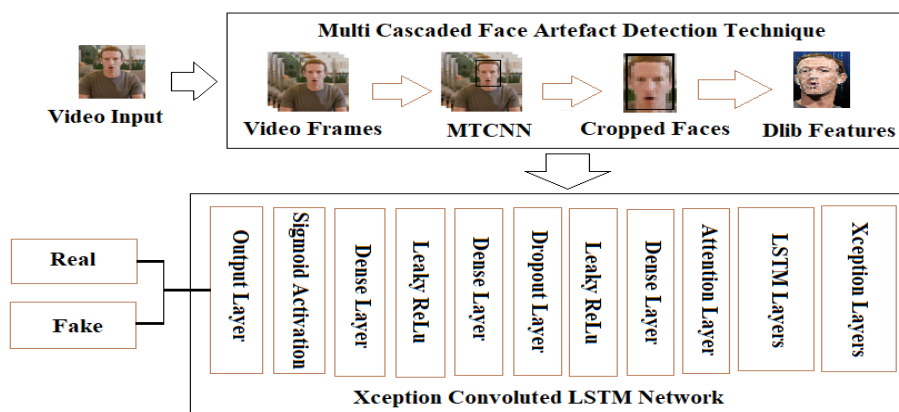 Multi Cascaded Face Artefact Detection Technique
Video Input
Video Frames
MTCNN
Cropped Faces
Dlib Features
Real
Fake
Output Layer
Sigmoid Activation
Dense Layer
Leaky ReLu
Dense Layer
Dropout Layer
Leaky ReLu
Dense Layer
Attention Layer
LSTM Layers
Xception Layers
Xception Convoluted LSTM Network